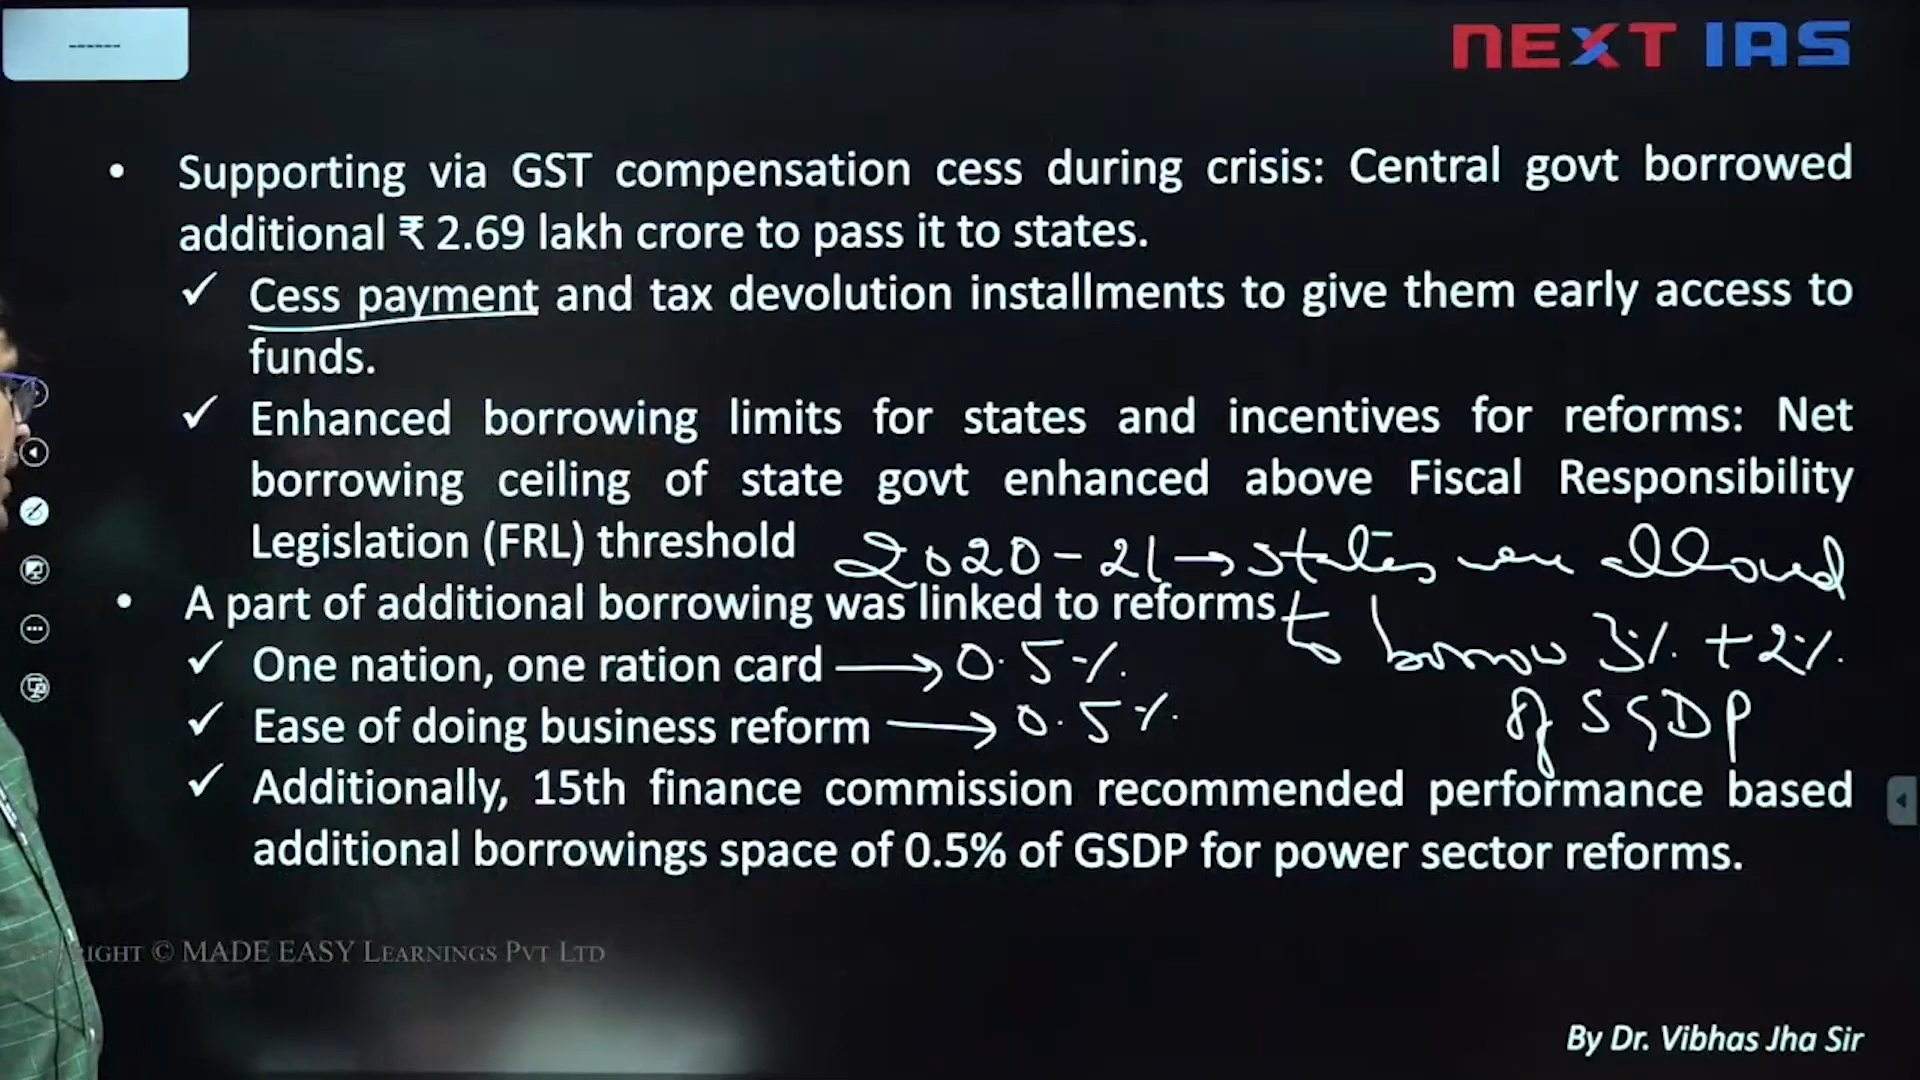 ------
NEXT IAS
• Supporting via GST compensation cess during crisis: Central govt borrowed
additional ₹ 2.69 lakh crore to pass it to states.
✓ Cess payment and tax devolution installments to give them early access to
funds.
✓ Enhanced borrowing limits for states and incentives for reforms: Net
borrowing ceiling of state govt enhanced above Fiscal Responsibility
Legislation (FRL) threshold 2020-21 → states were allowed
• A part of additional borrowing was linked to reforms to borrow 3% + 2%
✓ One nation, one ration card → 0.5%
of SGDP
✓ Ease of doing business reform → 0.5%
✓ Additionally, 15th finance commission recommended performance based
additional borrowings space of 0.5% of GSDP for power sector reforms.
© MADE EASY LEARNINGS PVT LTD
By Dr. Vibhas Jha Sir